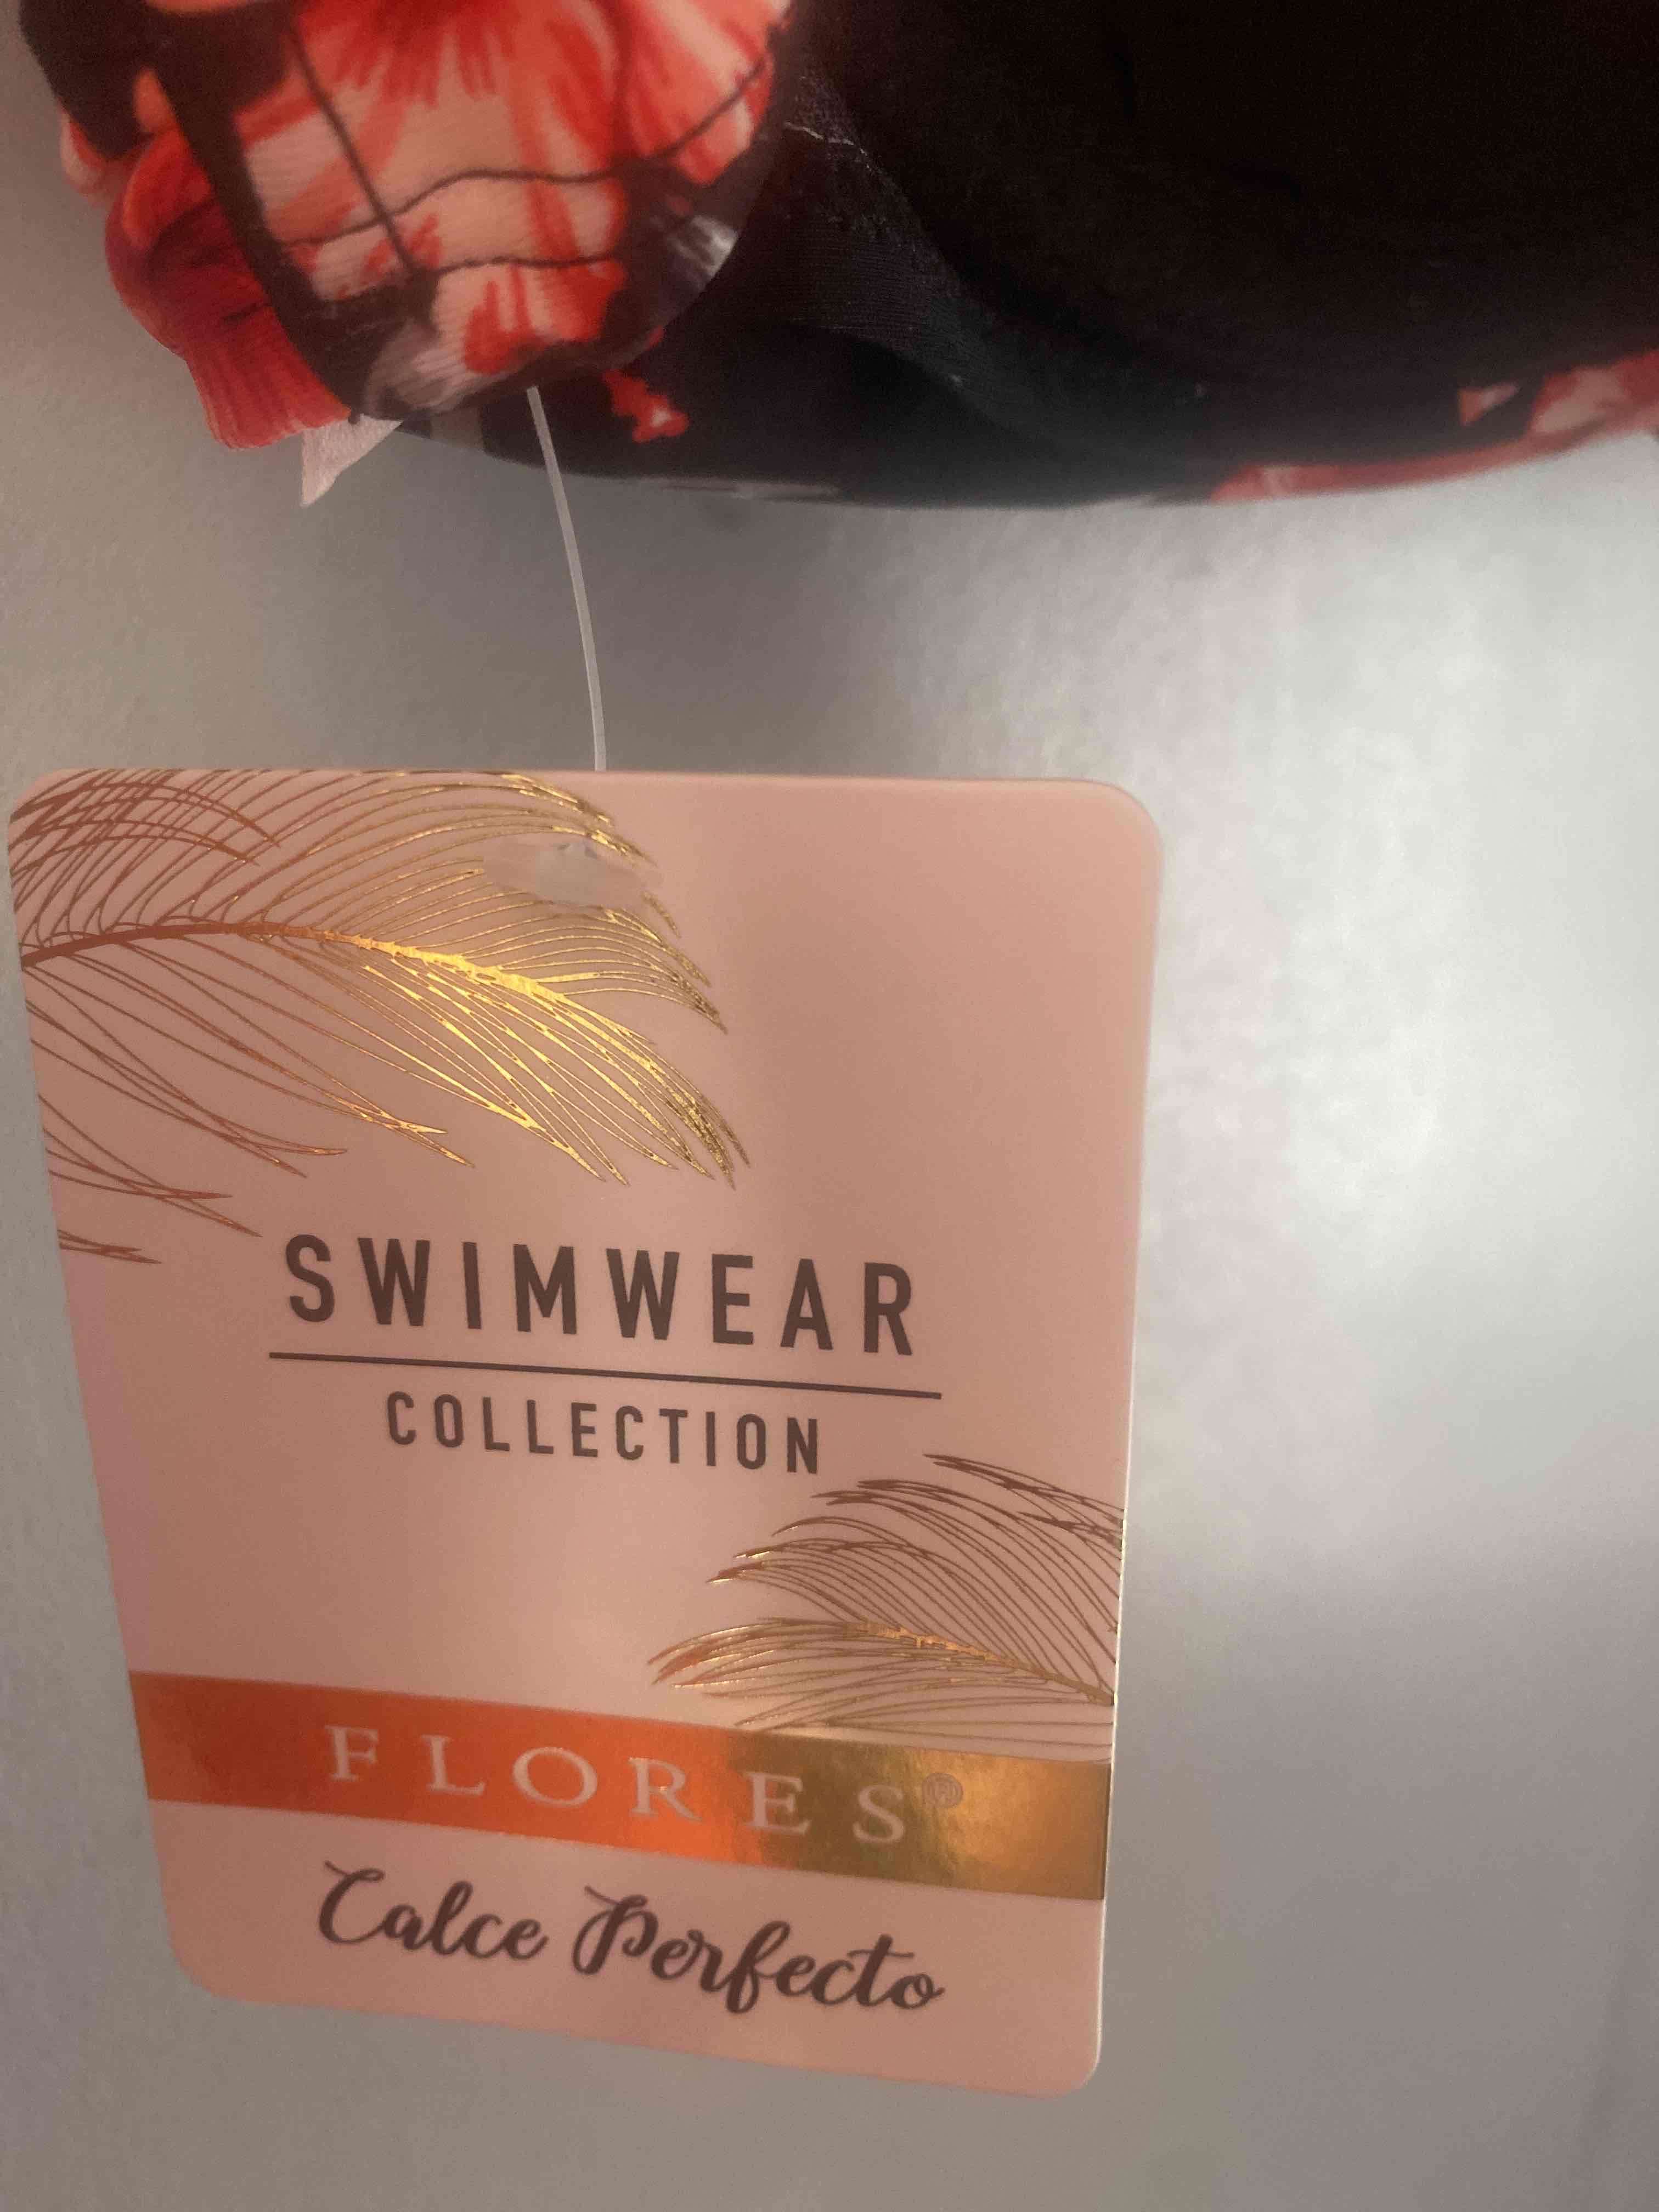 SWIMWEAR
COLLECTION
FLORES®
Calce Perfecto